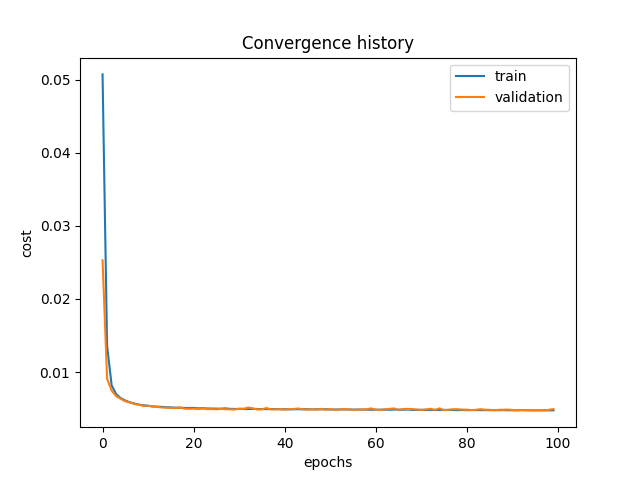 Convergence history
train
validation
0.05
0.04
0.03
0.02
0.01
cost
0 20 40 60 80 100
epochs